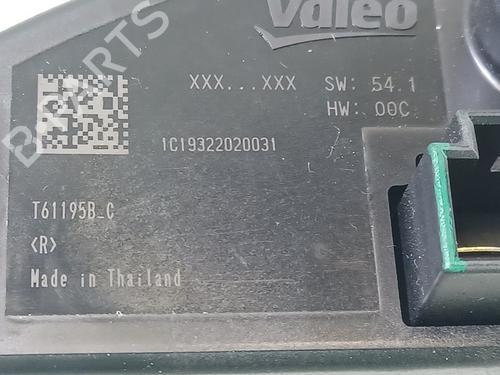 Valeo
XXX...XXX SW: 54.1
HW: 00C
1C19322020031
T61195B_C
<R>
Made in Thailand
B-PARTS